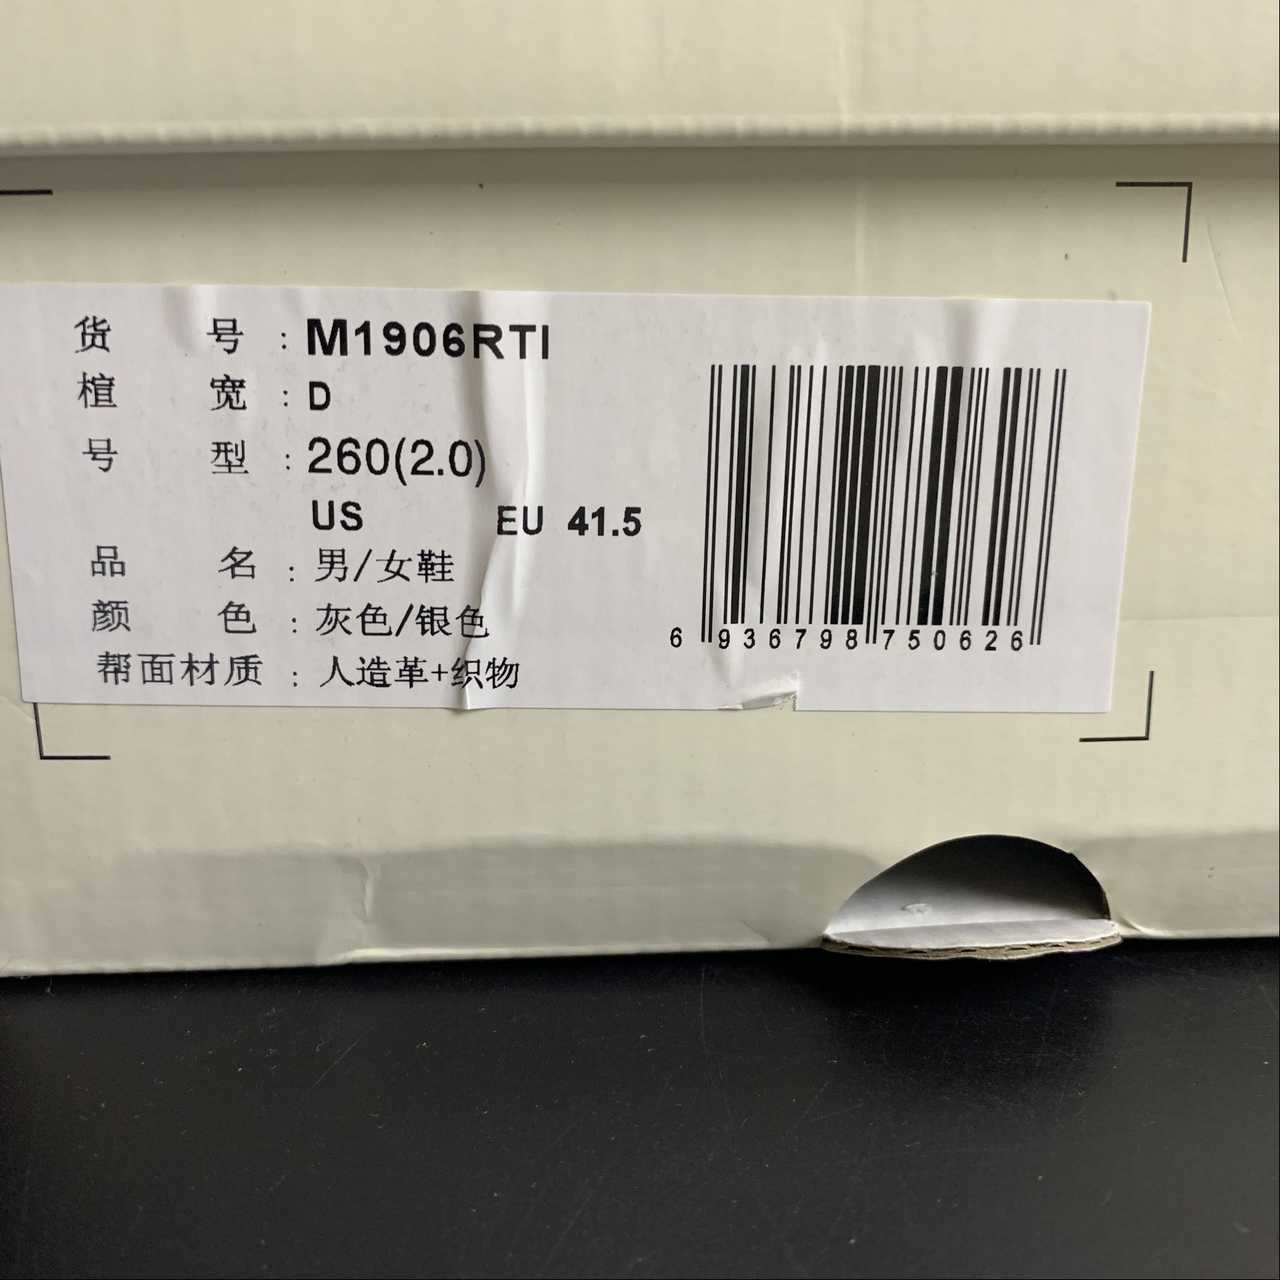 货号：M1906RTI
楦宽：D
号型：260(2.0)
US EU 41.5
品名：男/女鞋
颜色：灰色/银色
帮面材质：人造革+织物
6 936798 750626